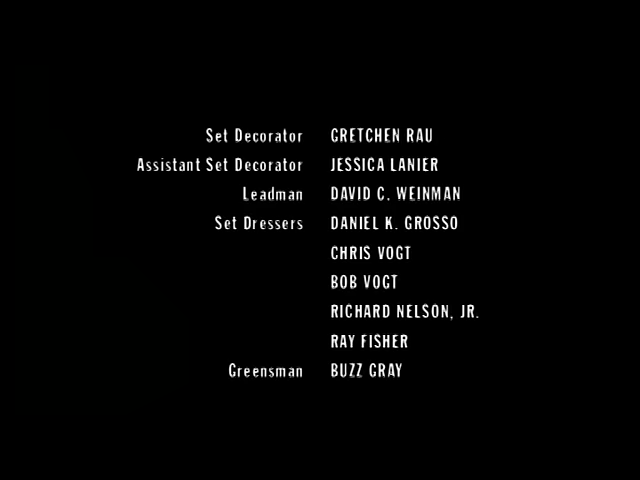 Set Decorator GRETCHEN RAU
Assistant Set Decorator JESSICA LANIER
Leadman DAVID C. WEINMAN
Set Dressers DANIEL K. GROSSO
CHRIS VOGT
BOB VOGT
RICHARD NELSON, JR.
RAY FISHER
Greensman BUZZ GRAY